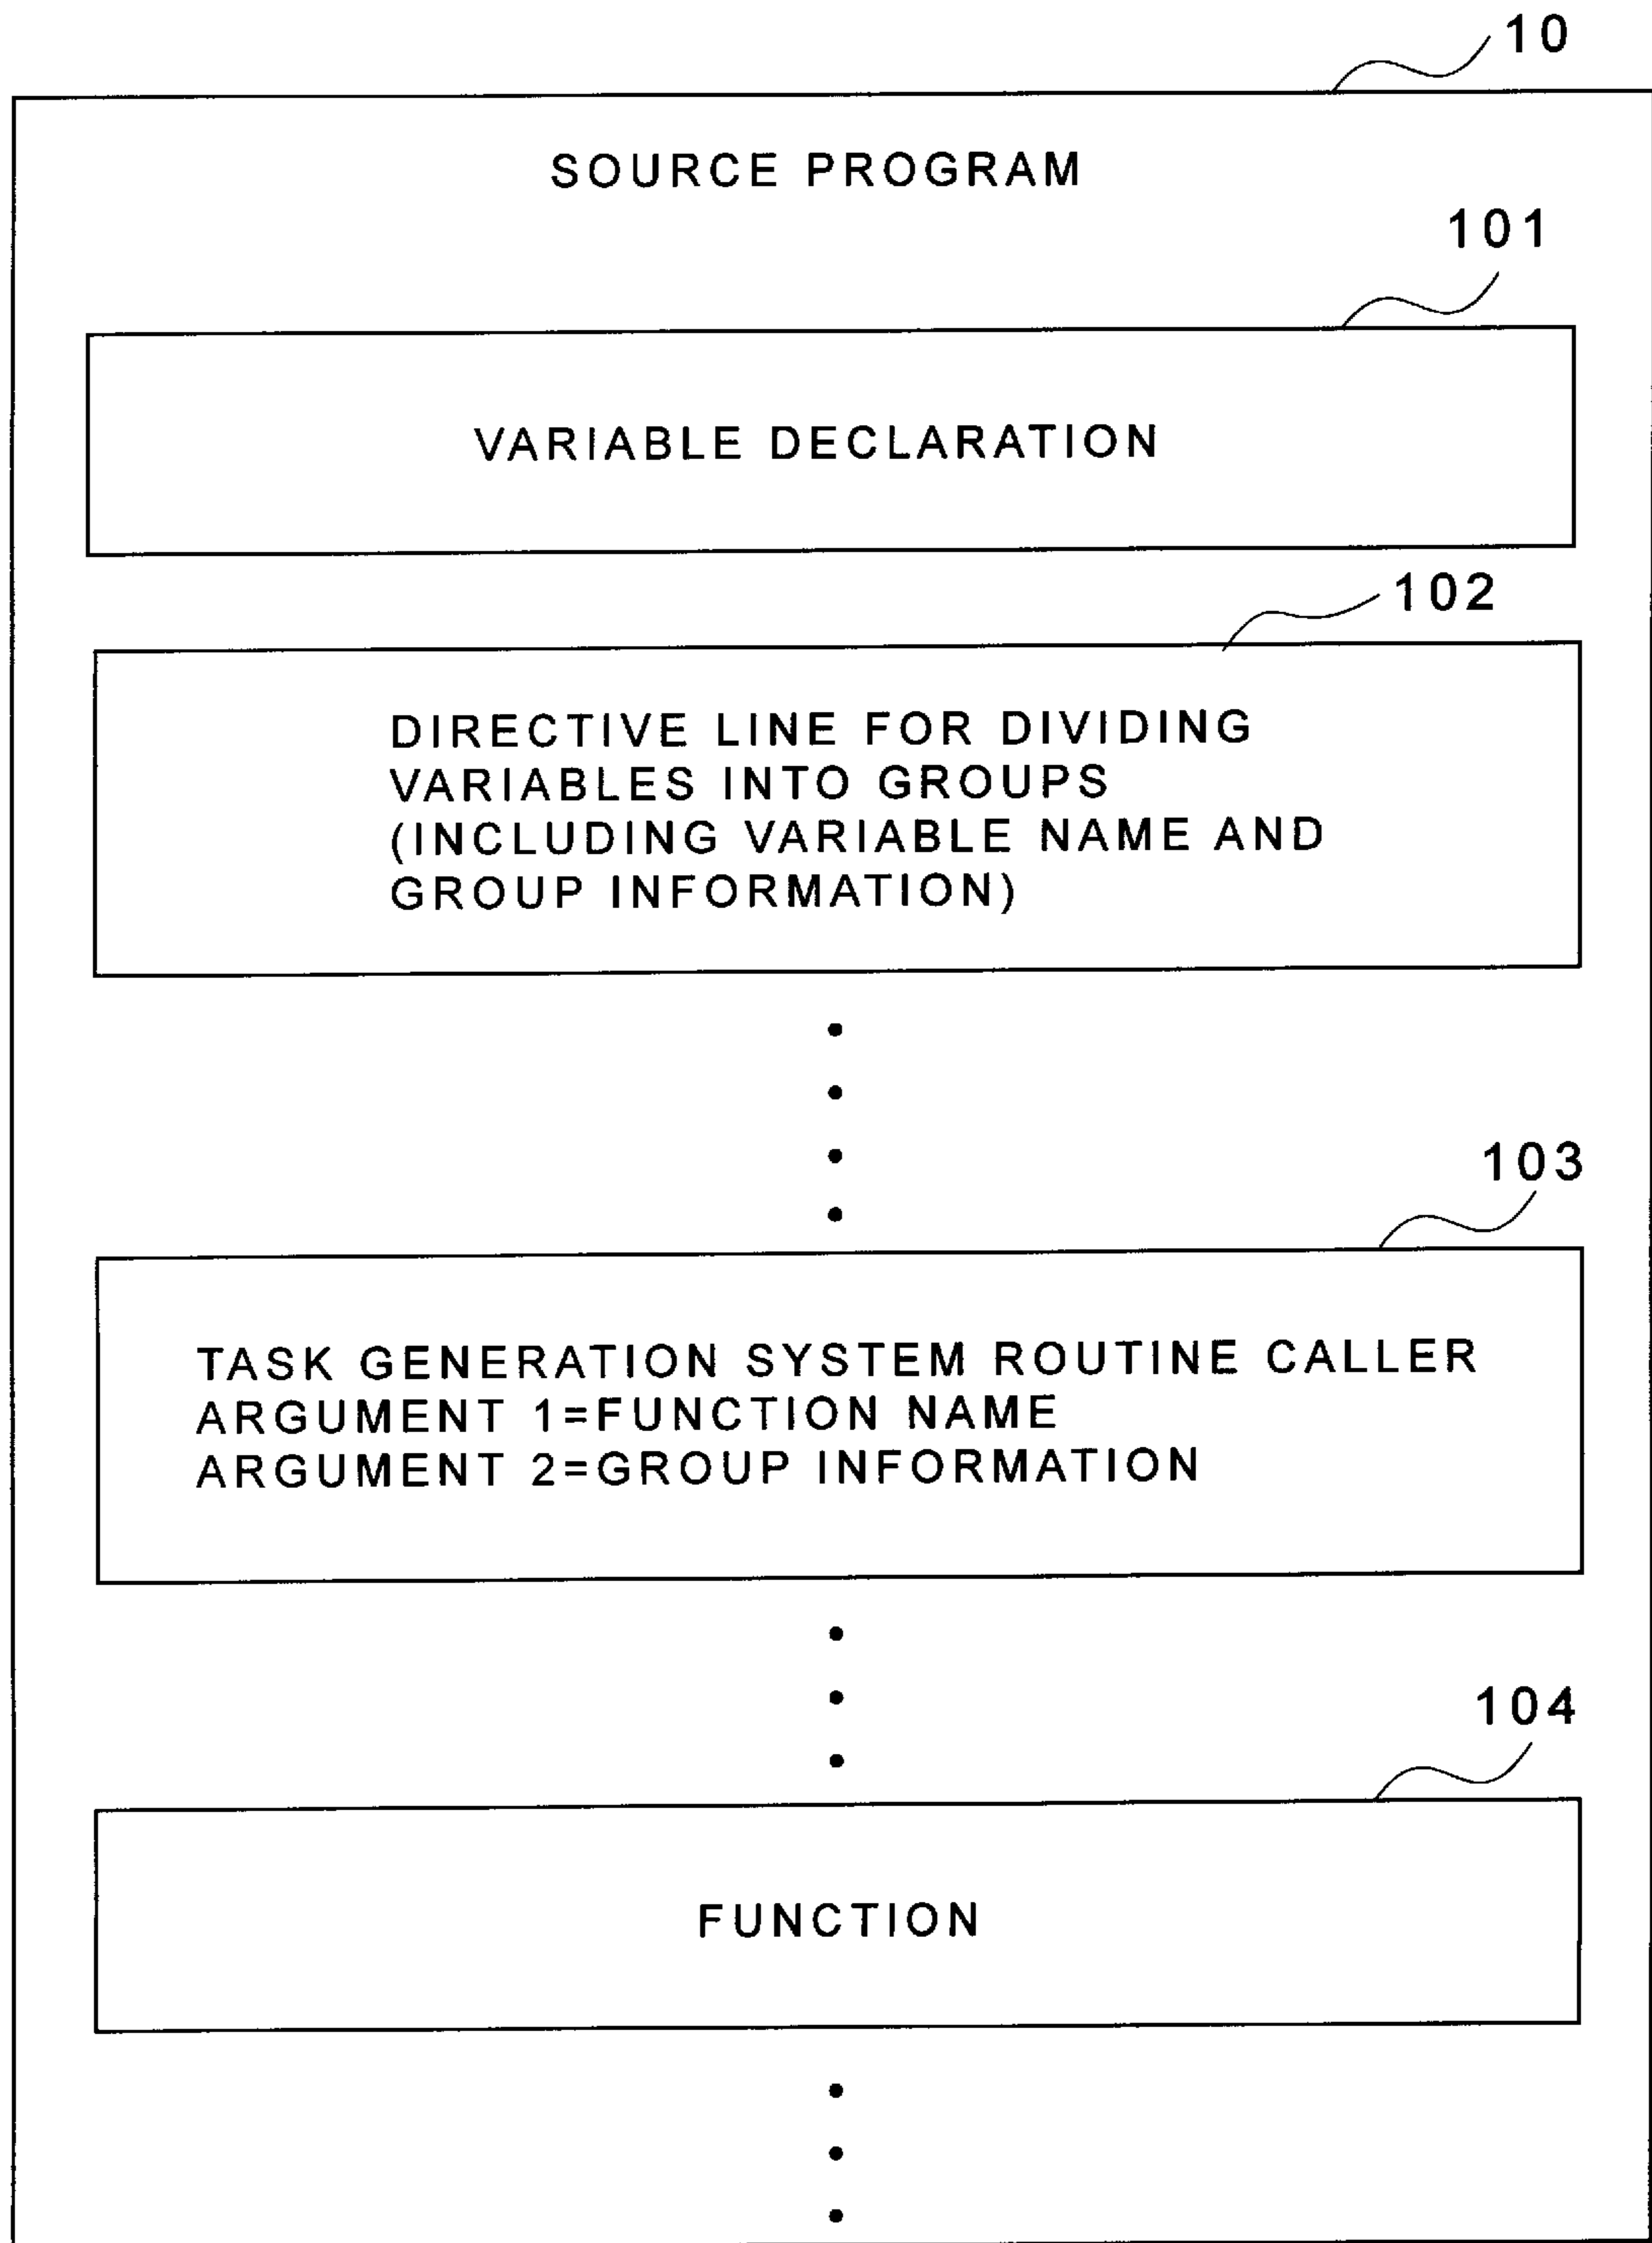 10
SOURCE PROGRAM
101
VARIABLE DECLARATION
102
DIRECTIVE LINE FOR DIVIDING
VARIABLES INTO GROUPS
(INCLUDING VARIABLE NAME AND
GROUP INFORMATION)
103
TASK GENERATION SYSTEM ROUTINE CALLER
ARGUMENT 1=FUNCTION NAME
ARGUMENT 2=GROUP INFORMATION
104
FUNCTION